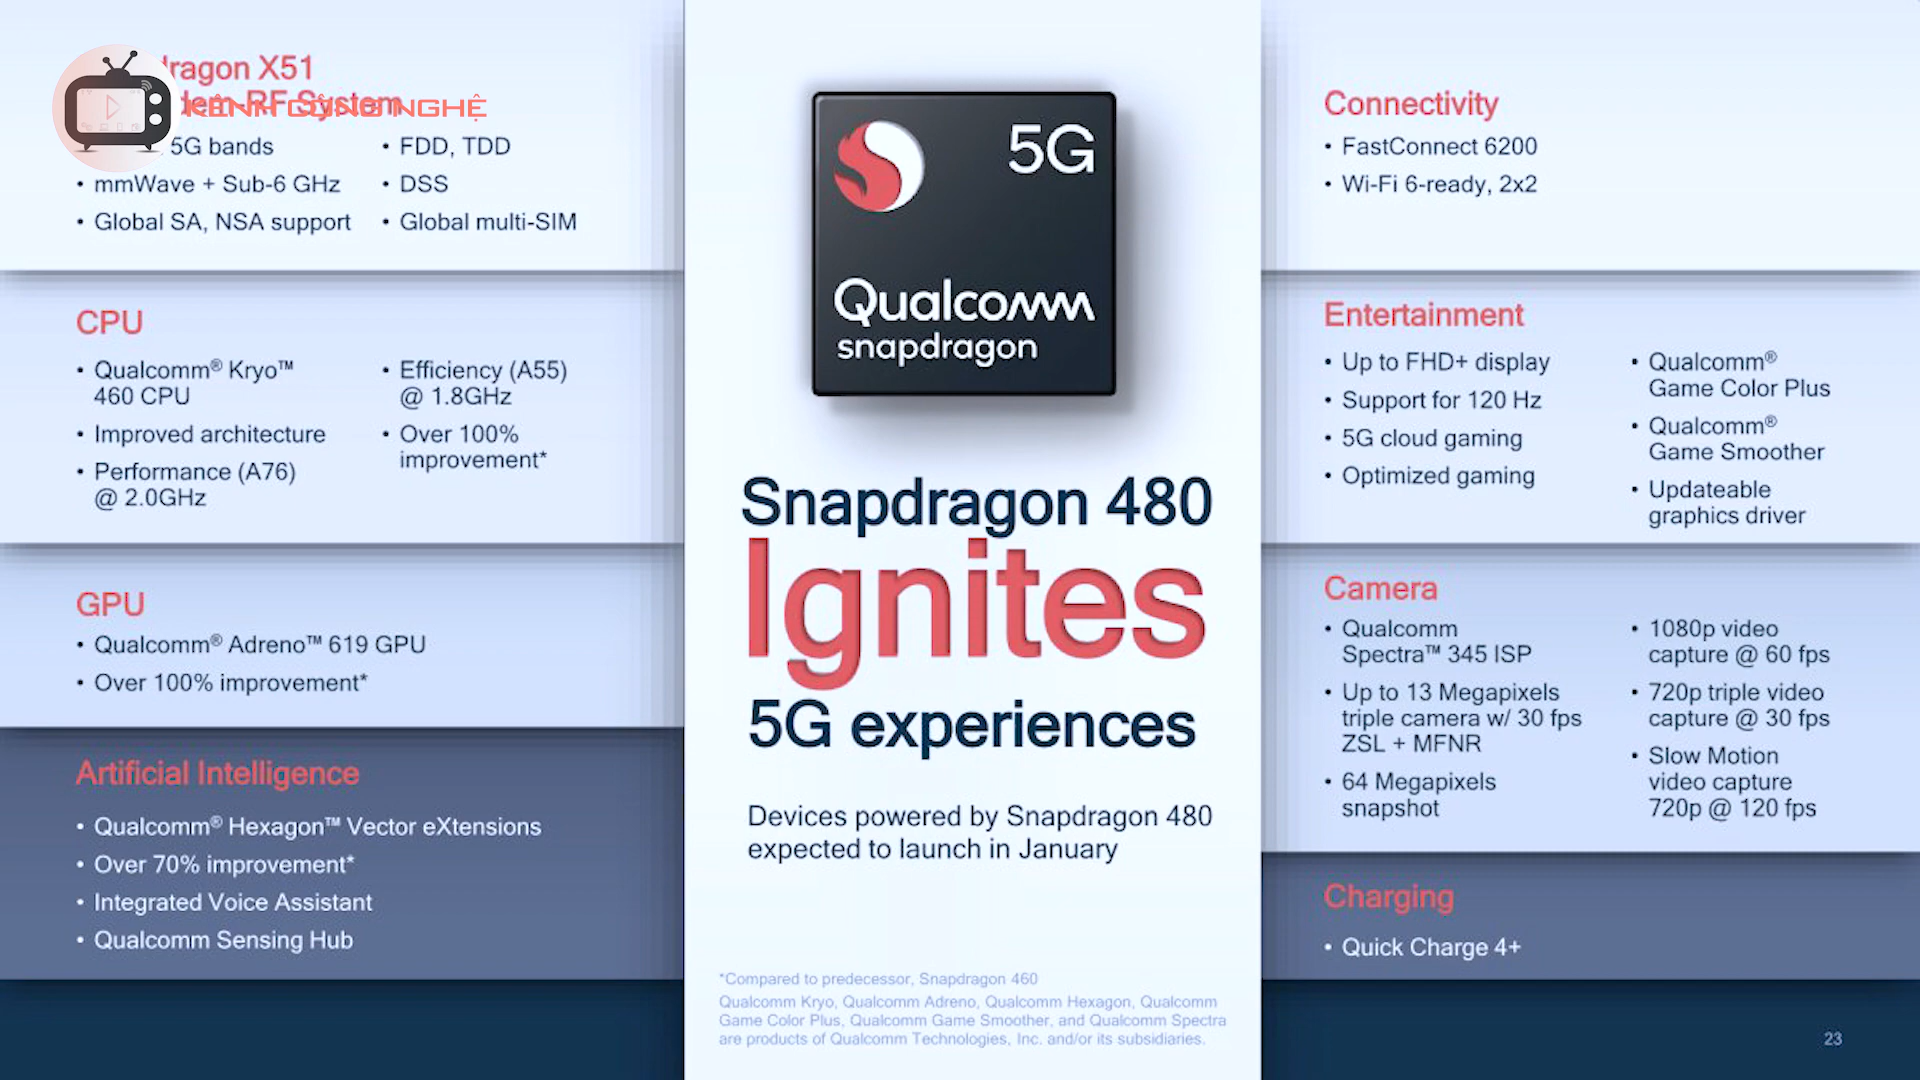 dragon X51
dem-RF System
KÊNH CÔNG NGHỆ
5G bands
• mmWave + Sub-6 GHz
• Global SA, NSA support
• FDD, TDD
• DSS
• Global multi-SIM
CPU
• Qualcomm® Kryo™
460 CPU
• Improved architecture
• Performance (A76)
@ 2.0GHz
• Efficiency (A55)
@ 1.8GHz
• Over 100%
improvement*
GPU
• Qualcomm® Adreno™ 619 GPU
• Over 100% improvement*
Artificial Intelligence
• Qualcomm® Hexagon™ Vector eXtensions
• Over 70% improvement*
• Integrated Voice Assistant
• Qualcomm Sensing Hub
5G
Qualcomm
snapdragon
Snapdragon 480
Ignites
5G experiences
Devices powered by Snapdragon 480
expected to launch in January
*Compared to predecessor, Snapdragon 460
Qualcomm Kryo, Qualcomm Adreno, Qualcomm Hexagon, Qualcomm
Game Color Plus, Qualcomm Game Smoother, and Qualcomm Spectra
are products of Qualcomm Technologies, Inc. and/or its subsidiaries.
Connectivity
• FastConnect 6200
• Wi-Fi 6-ready, 2x2
Entertainment
• Up to FHD+ display
• Support for 120 Hz
• 5G cloud gaming
• Optimized gaming
• Qualcomm®
Game Color Plus
• Qualcomm®
Game Smoother
• Updateable
graphics driver
Camera
• Qualcomm
Spectra™ 345 ISP
• Up to 13 Megapixels
triple camera w/ 30 fps
ZSL + MFNR
• 64 Megapixels
snapshot
• 1080p video
capture @ 60 fps
• 720p triple video
capture @ 30 fps
• Slow Motion
video capture
720p @ 120 fps
Charging
• Quick Charge 4+
23